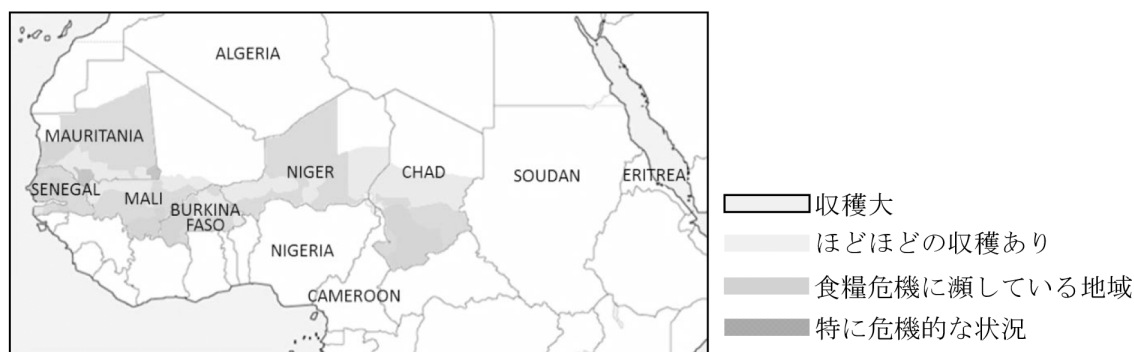 ALGERIA
MAURITANIA
NIGER
CHAD
SOUDAN
ERITREA
SENEGAL
MALI
BURKINA
FASO
NIGERIA
CAMEROON
収穫大
ほどほどの収穫あり
食糧危機に瀕している地域
特に危機的な状況